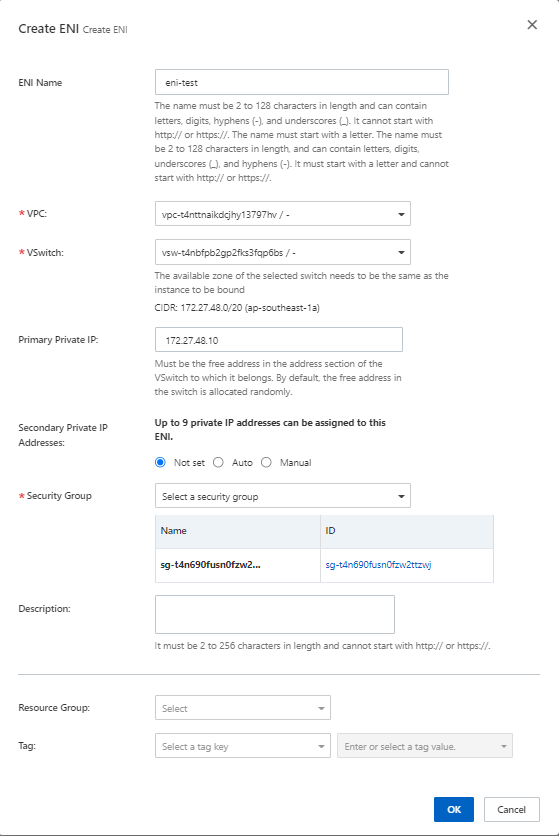 Create ENI Create ENI
ENI Name
eni-test
The name must be 2 to 128 characters in length and can contain
letters, digits, hyphens (-), and underscores (_). It cannot start with
http:// or https://. The name must start with a letter. The name must
be 2 to 128 characters in length, and can contain letters, digits,
underscores (_), and hyphens (-). It must start with a letter and cannot
start with http:// or https://.
* VPC:
vpc-t4nttnaikdcjhy13797hv / -
* VSwitch:
vsw-t4nbfpb2gp2fks3fqp6bs / -
The available zone of the selected switch needs to be the same as the
instance to be bound
CIDR: 172.27.48.0/20 (ap-southeast-1a)
Primary Private IP:
172.27.48.10
Must be the free address in the address section of the
VSwitch to which it belongs. By default, the free address in
the switch is allocated randomly.
Secondary Private IP
Addresses:
Up to 9 private IP addresses can be assigned to this
ENI.
Not set Auto Manual
* Security Group
Select a security group
Name ID
sg-t4n690fusn0fzw2... sg-t4n690fusn0fzw2ttzwj
Description:
It must be 2 to 256 characters in length and cannot start with http:// or https://.
Resource Group:
Select
Tag:
Select a tag key Enter or select a tag value.
OK Cancel